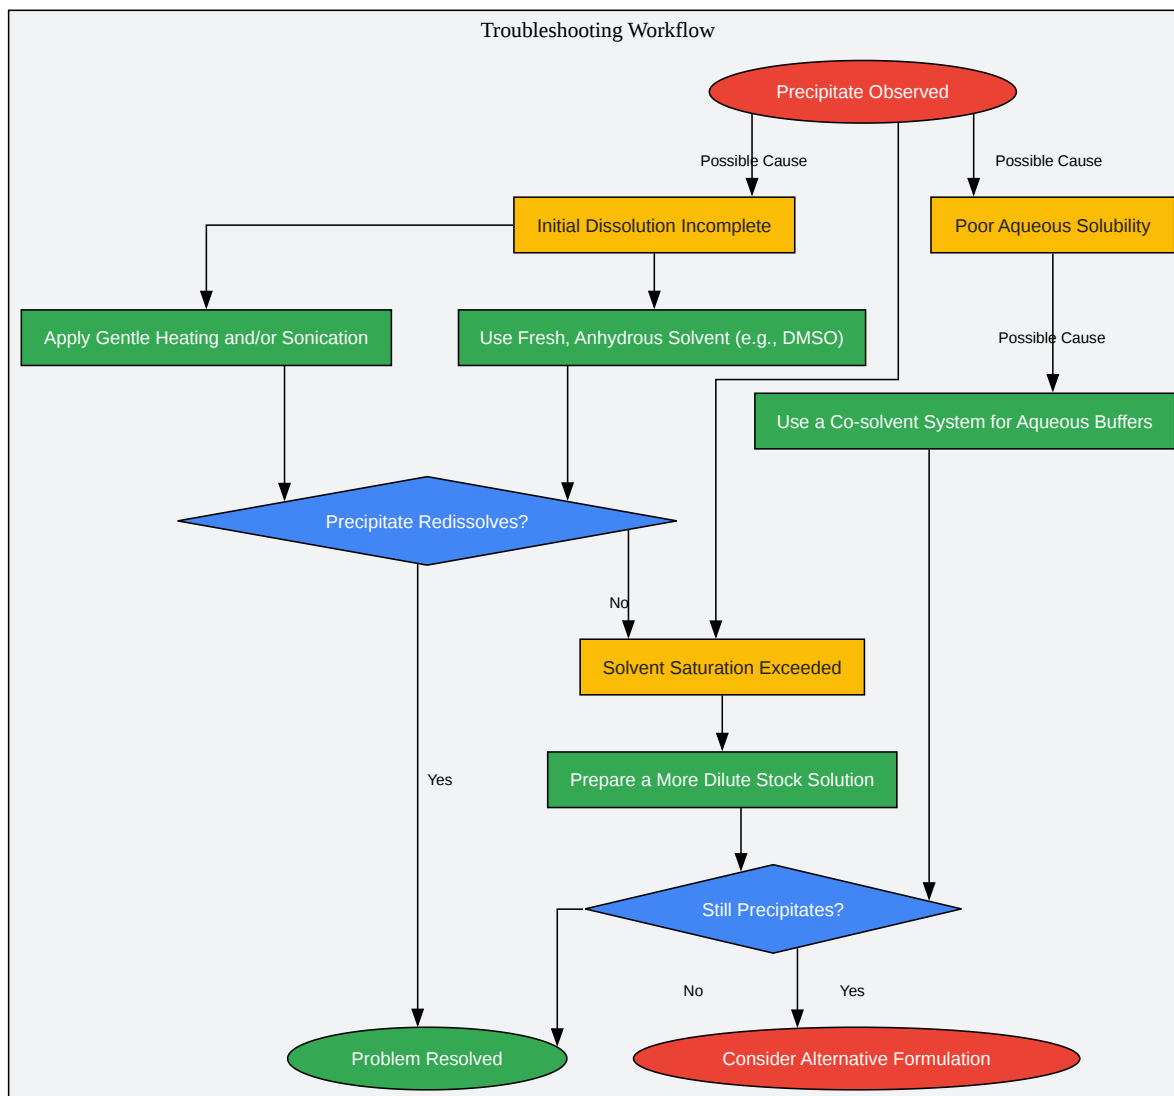 Troubleshooting Workflow
Precipitate Observed
Possible Cause
Possible Cause
Initial Dissolution Incomplete
Poor Aqueous Solubility
Apply Gentle Heating and/or Sonication
Use Fresh, Anhydrous Solvent (e.g., DMSO)
Possible Cause
Use a Co-solvent System for Aqueous Buffers
Precipitate Redissolves?
No
Solvent Saturation Exceeded
Yes
Prepare a More Dilute Stock Solution
Still Precipitates?
No
Yes
Problem Resolved
Consider Alternative Formulation